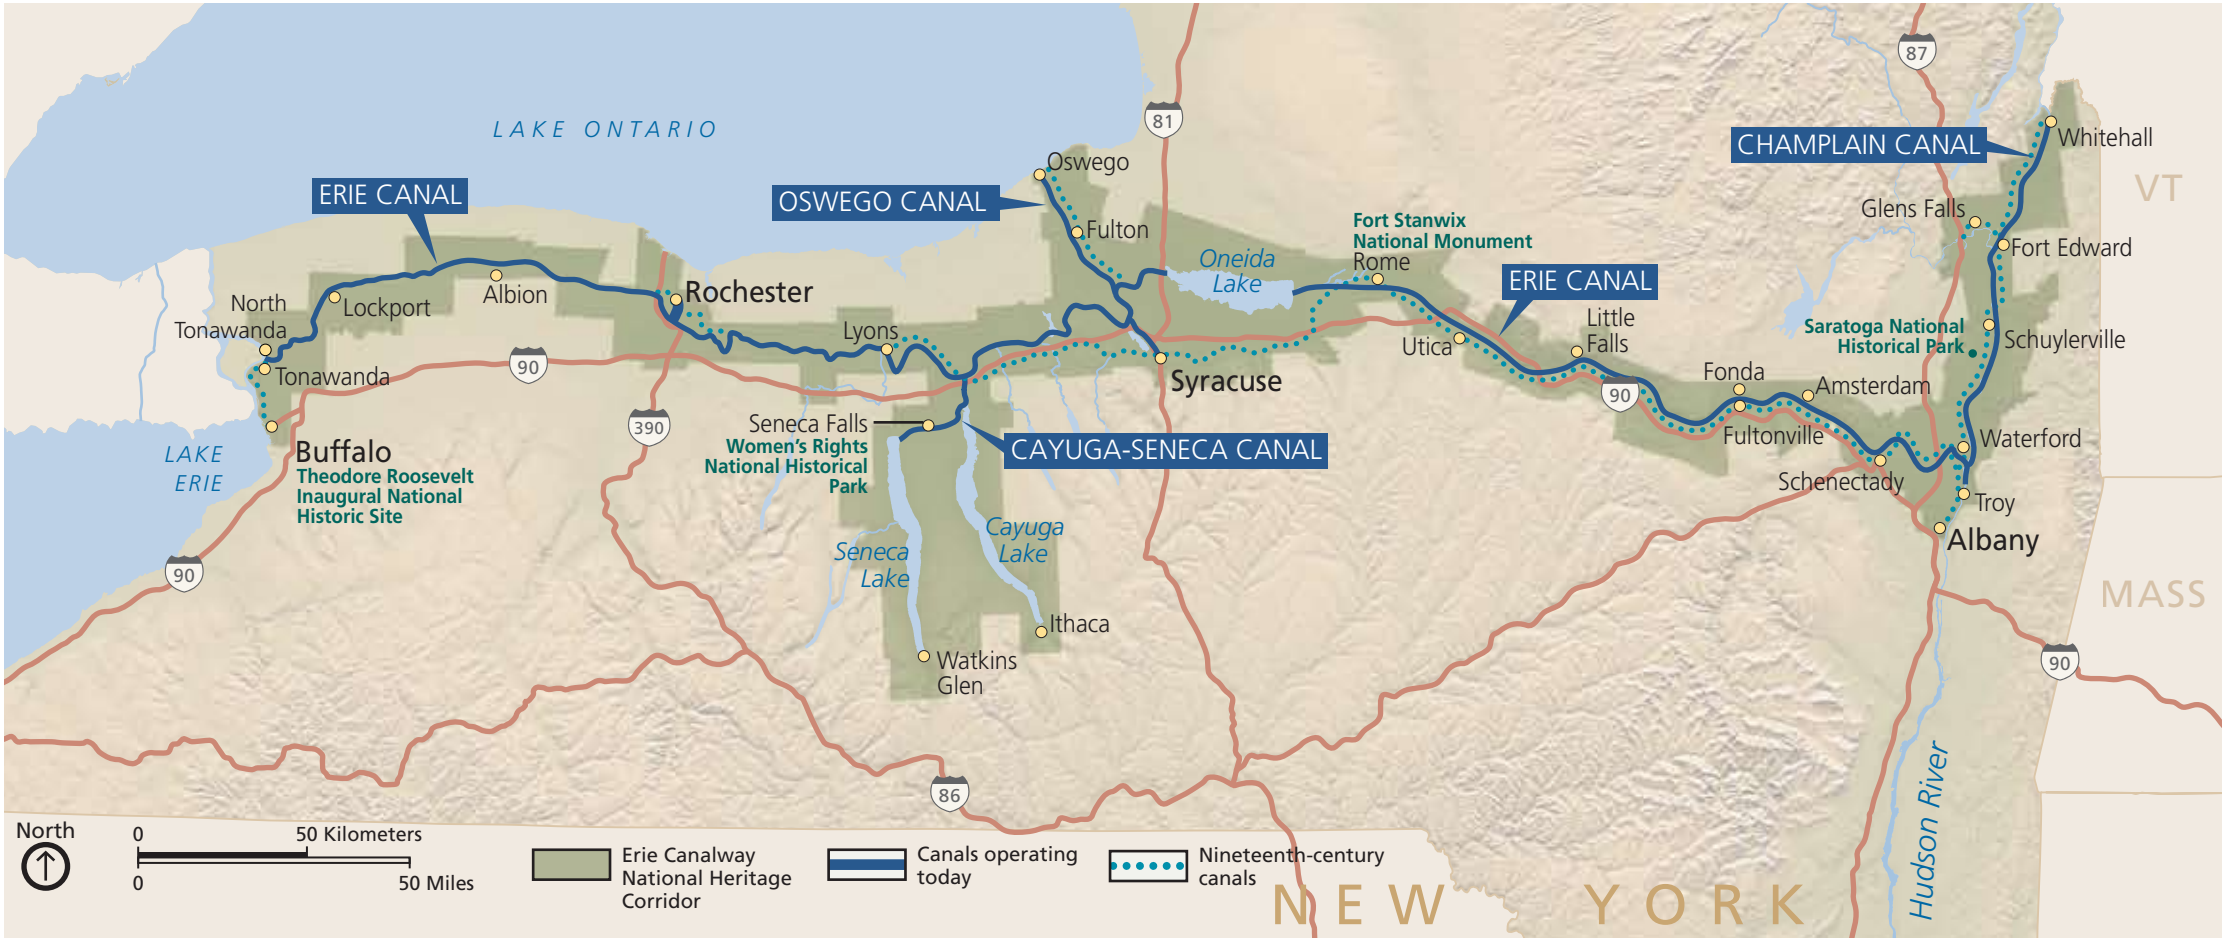 87
81
LAKE ONTARIO
CHAMPLAIN CANAL
Whitehall
VT
Oswego
ERIE CANAL
OSWEGO CANAL
Fulton
Glens Falls
Fort Edward
Fort Stanwix
National Monument
Rome
Oneida
Lake
ERIE CANAL
North
Tonawanda
Lockport
Albion
Rochester
Lyons
Little
Falls
Utica
Saratoga National
Historical Park
Schuylerville
90
Tonawanda
Syracuse
90
Fonda
Amsterdam
390
Seneca Falls
Women's Rights
National Historical
Park
CAYUGA-SENECA CANAL
Fultonville
Waterford
Buffalo
Theodore Roosevelt
Inaugural National
Historic Site
LAKE
ERIE
Schenectady
Troy
Albany
90
Seneca
Lake
Cayuga
Lake
MASS
Ithaca
Watkins
Glen
90
86
Hudson River
North
0
50 Kilometers
0
50 Miles
Erie Canalway
National Heritage
Corridor
Canals operating
today
Nineteenth-century
canals
NEW YORK